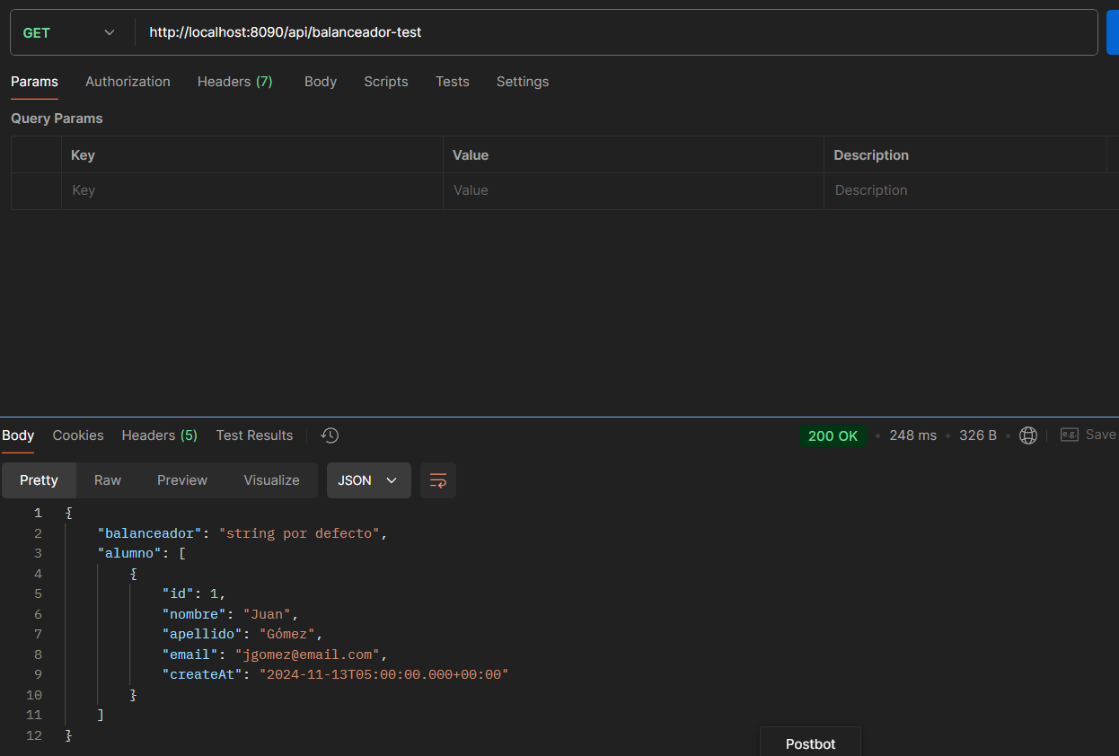 GET http://localhost:8090/api/balanceador-test
Params Authorization Headers (7) Body Scripts Tests Settings
Query Params
Key Value Description
Key Value Description
Body Cookies Headers (5) Test Results 200 OK 248 ms 326 B e.g. Save
Pretty Raw Preview Visualize JSON
1 {
2 "balanceador": "string por defecto",
3 "alumno": [
4 {
5 "id": 1,
6 "nombre": "Juan",
7 "apellido": "Gómez",
8 "email": "jgomez@email.com",
9 "createAt": "2024-11-13T05:00:00.000+00:00"
10 }
11 ]
12 }
Postbot